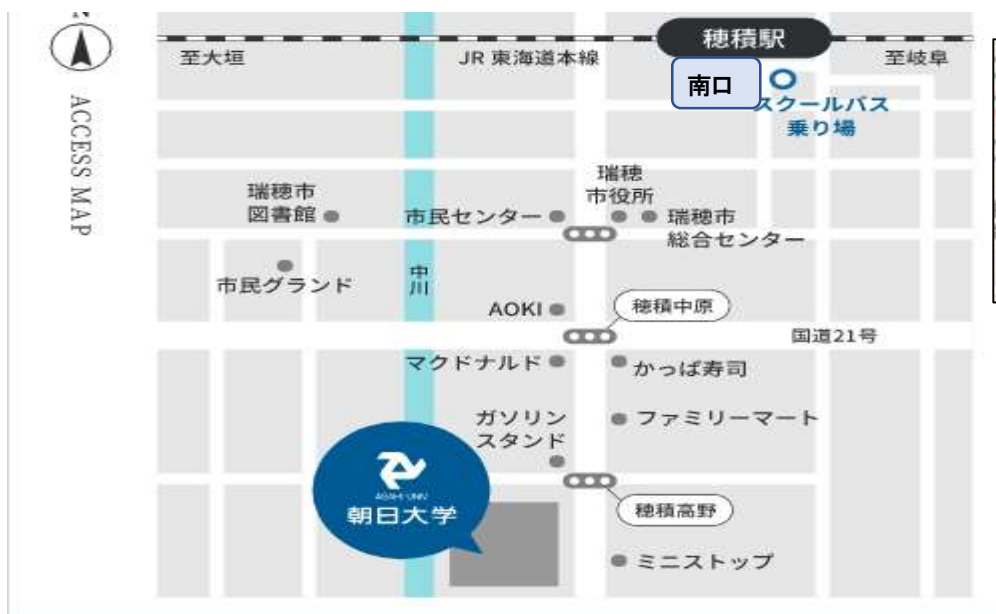 N
ACCESS MAP
穂積駅
至大垣
JR 東海道本線
至岐阜
南口
スクールバス
乗り場
瑞穂市
図書館
市民センター
瑞穂
市役所
瑞穂市
総合センター
市民グランド
中川
AOKI
穂積中原
国道21号
マクドナルド
かっぱ寿司
ガソリン
スタンド
ファミリーマート
ASAHI UNIV
朝日大学
穂積高野
ミニストップ